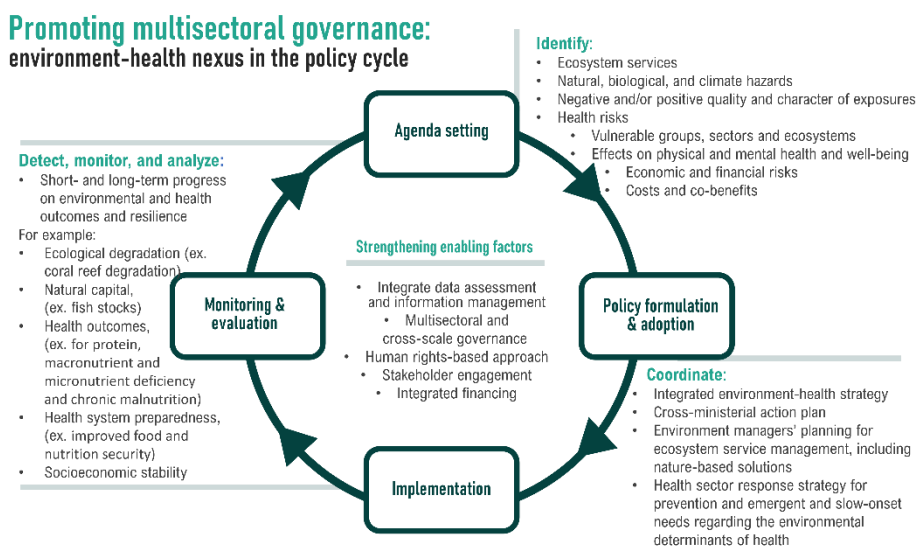 Promoting multisectoral governance:
environment-health nexus in the policy cycle
Identify:
• Ecosystem services
• Natural, biological, and climate hazards
• Negative and/or positive quality and character of exposures
• Health risks
• Vulnerable groups, sectors and ecosystems
• Effects on physical and mental health and well-being
• Economic and financial risks
• Costs and co-benefits
Agenda setting
Detect, monitor, and analyze:
• Short- and long-term progress
on environmental and health
outcomes and resilience
For example:
• Ecological degradation (ex.
coral reef degradation)
• Natural capital,
(ex. fish stocks)
• Health outcomes,
(ex. for protein,
macronutrient and
micronutrient deficiency
and chronic malnutrition)
• Health system preparedness,
(ex. improved food and
nutrition security)
• Socioeconomic stability
Monitoring &
evaluation
Strengthening enabling factors
• Integrate data assessment
and information management
• Multisectoral and
cross-scale governance
• Human rights-based approach
• Stakeholder engagement
• Integrated financing
Policy formulation
& adoption
Coordinate:
• Integrated environment-health strategy
• Cross-ministerial action plan
• Environment managers' planning for
ecosystem service management, including
nature-based solutions
• Health sector response strategy for
prevention and emergent and slow-onset
needs regarding the environmental
determinants of health
Implementation